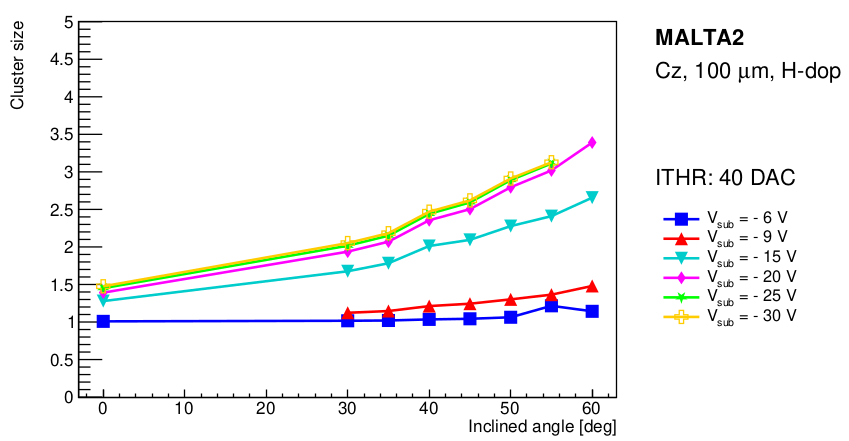 Cluster size
5
4.5
4
3.5
3
2.5
2
1.5
1
0.5
0
0 10 20 30 40 50 60
Inclined angle [deg]
MALTA2
Cz, 100 μm, H-dop
ITHR: 40 DAC
Vsub = - 6 V
Vsub = - 9 V
Vsub = - 15 V
Vsub = - 20 V
Vsub = - 25 V
Vsub = - 30 V